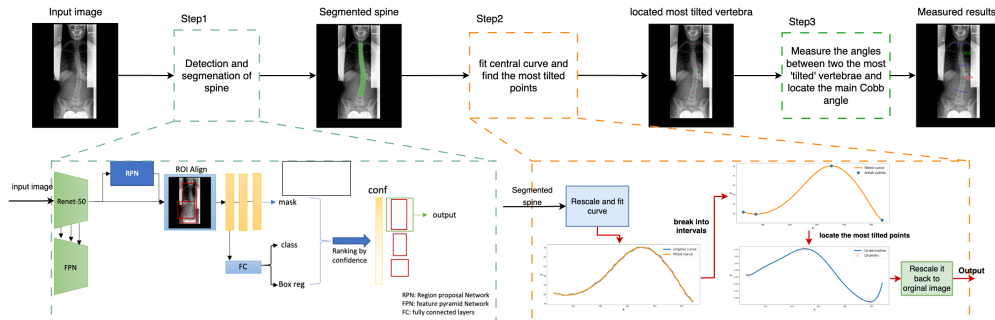 Input image
Step1
Segmented spine
Step2
located most tilted vertebra
Step3
Measured results
Detection and
segmenation of
spine
fit central curve and
find the most tilted
points
Measure the angles
between two the most
'tilted' vertebrae and
locate the main Cobb
angle
input image
Renet-50
RPN
ROI Align
mask
conf
output
Ranking by
confidence
class
FC
Box reg
FPN
RPN: Region proposal Network
FPN: feature pyramid Network
FC: fully connected layers
Segmented
spine
Rescale and fit
curve
original curve
fitted curve
break into
intervals
fitted curve
break points
locate the most tilted points
1st derivative
1st-peaks
Rescale it
back to
orginal image
Output